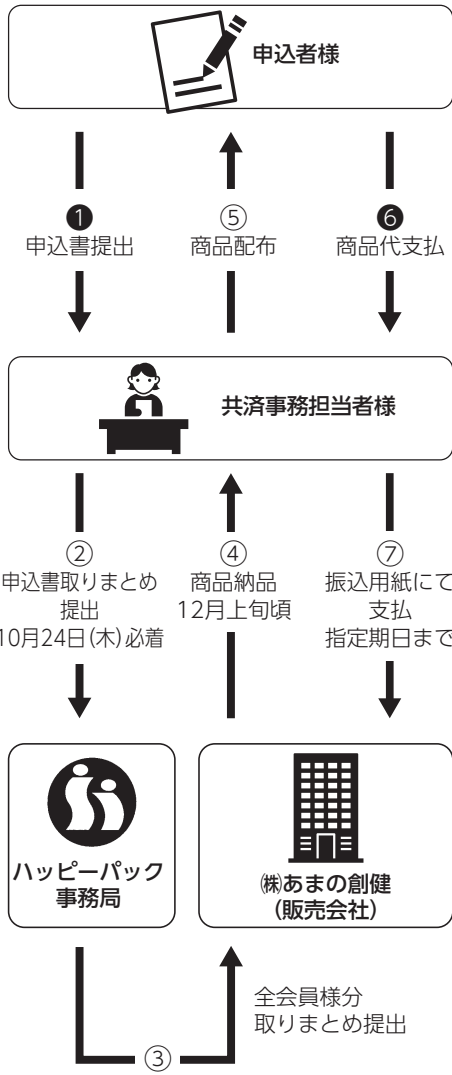 申込者様
❶
申込書提出
⑤
商品配布
❻
商品代支払
共済事務担当者様
②
申込書取りまとめ
提出
10月24日(木)必着
④
商品納品
12月上旬頃
⑦
振込用紙にて
支払
指定期日まで
ハッピーパック
事務局
㈱あまの創健
(販売会社)
全会員様分
取りまとめ提出
③